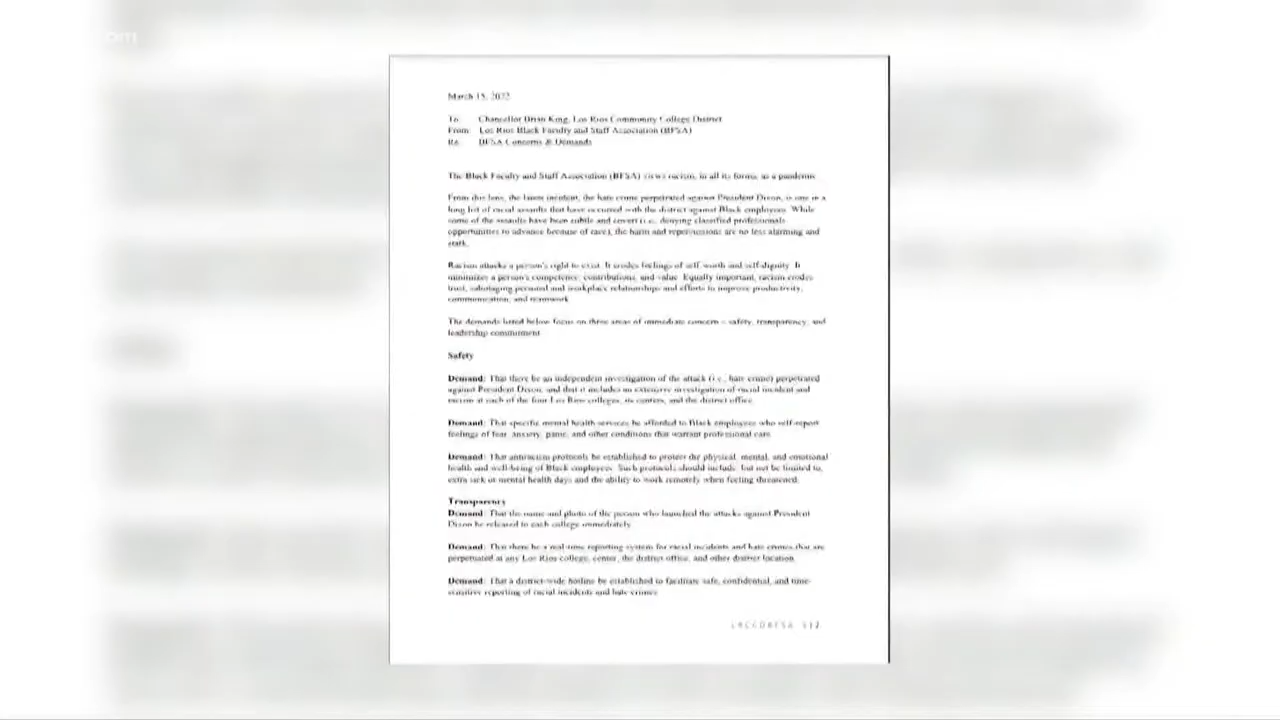 om
March 15, 2022
To: Chancellor Brian King, Los Rios Community College District
From: Los Rios Black Faculty and Staff Association (BFSA)
Re: BFSA Concerns & Demands
The Black Faculty and Staff Association (BFSA) views racism, in all its forms, as a pandemic.
From this lens, the latest incident, the hate crime perpetrated against President Dixon, is one in a
long list of racial assaults that have occurred with the district against Black employees. While
some of the assaults have been subtle and covert (i.e., denying classified professionals
opportunities to advance because of race), the harm and repercussions are no less alarming and
stark.
Racism attacks a person's right to exist. It erodes feelings of self-worth and self-dignity. It
minimizes a person's competence, contributions, and value. Equally important, racism erodes
trust, sabotaging personal and workplace relationships and efforts to improve productivity,
communication, and teamwork.
The demands listed below focus on three areas of immediate concern – safety, transparency, and
leadership commitment.
Safety
Demand: That there be an independent investigation of the attack (i.e., hate crime) perpetrated
against President Dixon, and that it includes an extensive investigation of racial incident and
racism at each of the four Los Rios colleges, its centers, and the district office.
Demand: That specific mental health services be afforded to Black employees who self-report
feelings of fear, anxiety, panic, and other conditions that warrant professional care.
Demand: That antiracism protocols be established to protect the physical, mental, and emotional
health and well-being of Black employees. Such protocols should include, but not be limited to,
extra sick or mental health days and the ability to work remotely when feeling threatened.
Transparency
Demand: That the name and photo of the person who launched the attacks against President
Dixon be released to each college immediately.
Demand: That there be a real-time reporting system for racial incidents and hate crimes that are
perpetuated at any Los Rios college, center, the district office, and other district location.
Demand: That a district-wide hotline be established to facilitate safe, confidential, and time-
sensitive reporting of racial incidents and hate crimes.